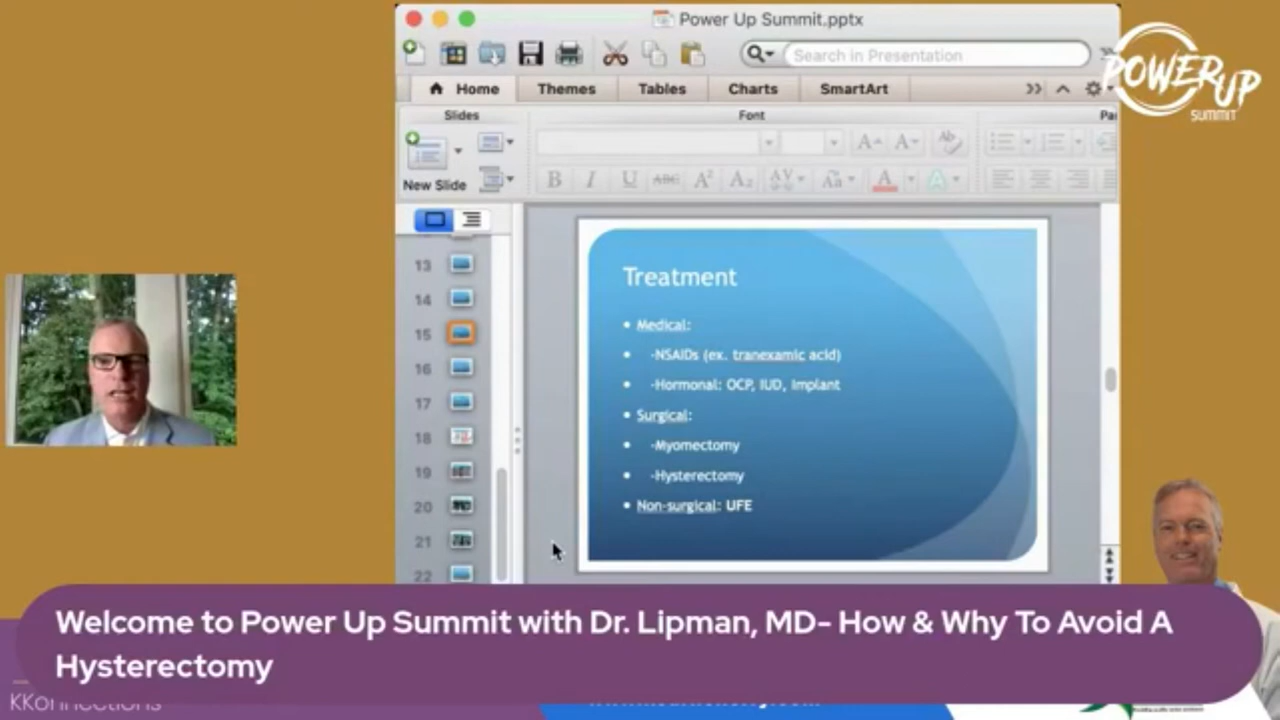 Power Up Summit.pptx
Search in Presentation
POWER UP
SUMMIT
Home
Themes
Tables
Charts
SmartArt
Slides
Font
New Slide
13
14
15
16
17
18
19
20
21
22
Treatment
• Medical:
• -NSAIDs (ex. tranexamic acid)
• -Hormonal: OCP, IUD, Implant
• Surgical:
• -Myomectomy
• -Hysterectomy
• Non-surgical: UFE
Welcome to Power Up Summit with Dr. Lipman, MD- How & Why To Avoid A
Hysterectomy